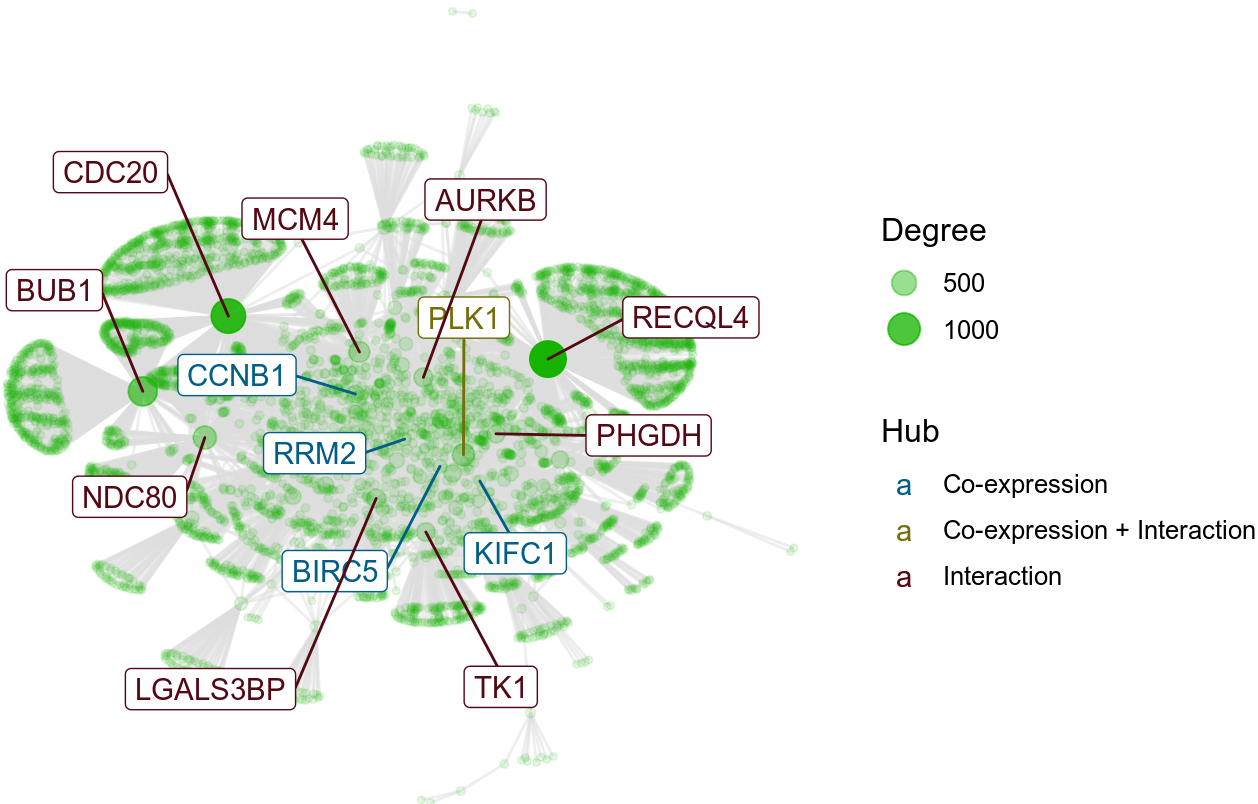 CDC20
AURKB
MCM4
BUB1
PLK1
RECQL4
CCNB1
RRM2
PHGDH
NDC80
BIRC5
KIFC1
LGALS3BP
TK1
Degree
500
1000
Hub
a Co-expression
a Co-expression + Interaction
a Interaction